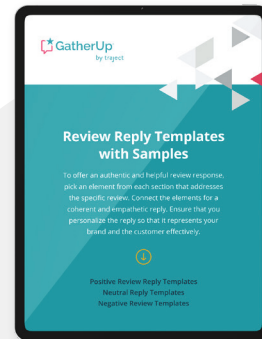 GatherUp
by traject
Review Reply Templates
with Samples
To offer an authentic and helpful review response,
pick an element from each section that addresses
the specific review. Connect the elements for a
coherent and empathetic reply. Ensure that you
personalize the reply so that it represents your
brand and the customer effectively.
Positive Review Reply Templates
Neutral Reply Templates
Negative Review Templates